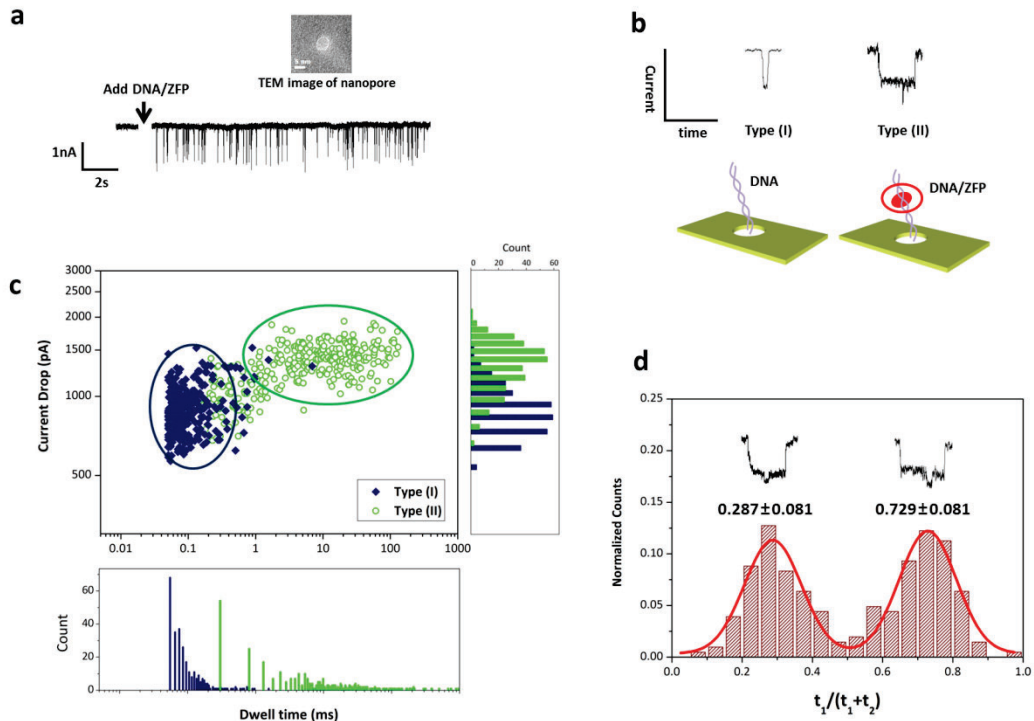 a
5 nm
TEM image of nanopore
Add DNA/ZFP
1nA
2s
b
Current
time
Type (I)
Type (II)
DNA
DNA/ZFP
c
Current Drop (pA)
3000
2500
2000
1500
1000
500
0.01
0.1
1
10
100
1000
Type (I)
Type (II)
Count
0
20
40
60
Count
60
40
20
0
Dwell time (ms)
d
Normalized Counts
0.25
0.20
0.15
0.10
0.05
0.00
0.287±0.081
0.729±0.081
0.2
0.4
0.6
0.8
1.0
t₁/(t₁+t₂)